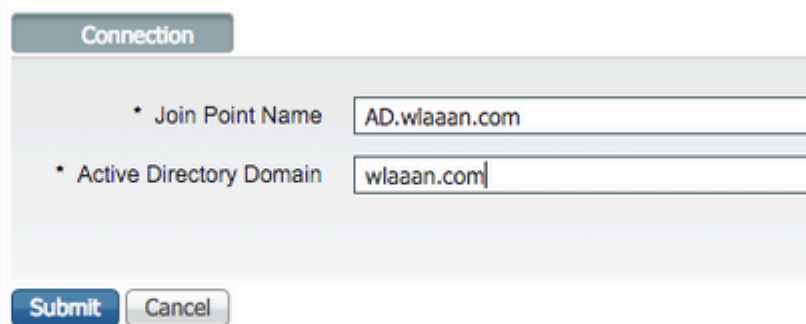 Connection
* Join Point Name AD.wlaaan.com
* Active Directory Domain wlaaan.com
Submit Cancel